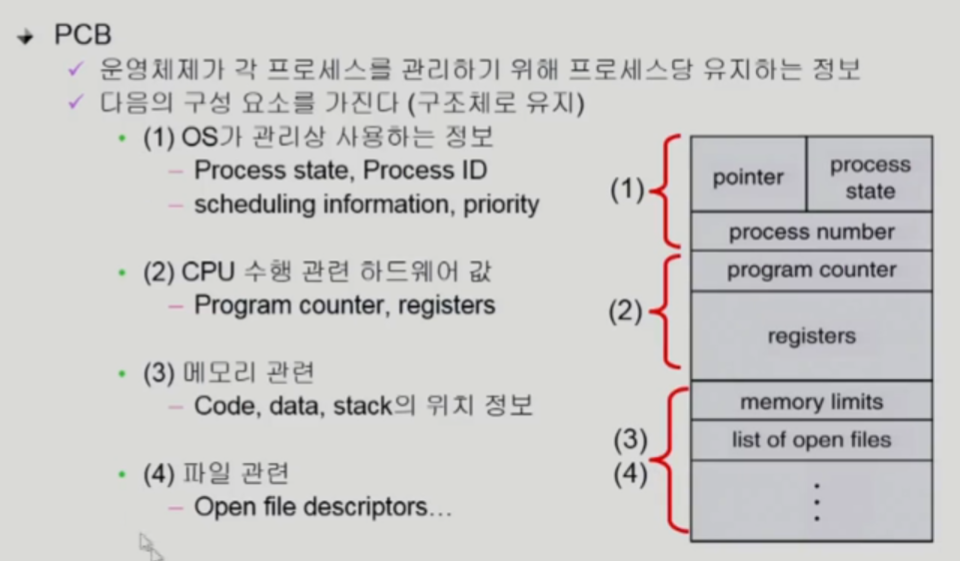 PCB
운영체제가 각 프로세스를 관리하기 위해 프로세스당 유지하는 정보
다음의 구성 요소를 가진다 (구조체로 유지)
(1) OS가 관리상 사용하는 정보
– Process state, Process ID
– scheduling information, priority
(2) CPU 수행 관련 하드웨어 값
– Program counter, registers
(3) 메모리 관련
– Code, data, stack의 위치 정보
(4) 파일 관련
– Open file descriptors…
(1)
pointer
process
state
process number
(2)
program counter
registers
(3)
(4)
memory limits
list of open files